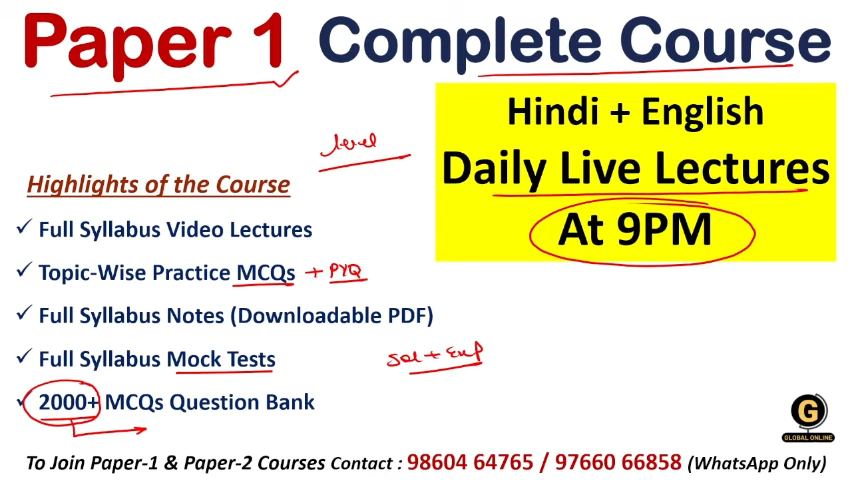 Paper 1 Complete Course
Hindi + English
Daily Live Lectures
At 9PM
level
Highlights of the Course
✓ Full Syllabus Video Lectures
✓ Topic-Wise Practice MCQs + PYQ
✓ Full Syllabus Notes (Downloadable PDF)
✓ Full Syllabus Mock Tests
Sol + Exp
✓ 2000+ MCQs Question Bank
G
GLOBAL ONLINE
To Join Paper-1 & Paper-2 Courses Contact : 98604 64765 / 97660 66858 (WhatsApp Only)